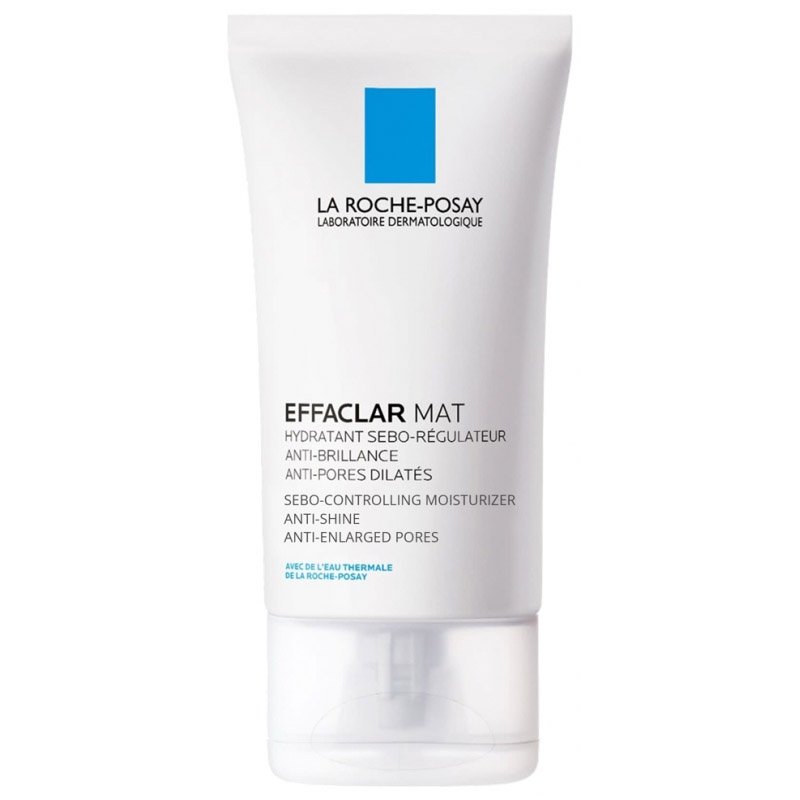 LA ROCHE-POSAY
LABORATOIRE DERMATOLOGIQUE
EFFACLAR MAT
HYDRATANT SEBO-RÉGULATEUR
ANTI-BRILLANCE
ANTI-PORES DILATÉS
SEBO-CONTROLLING MOISTURIZER
ANTI-SHINE
ANTI-ENLARGED PORES
AVEC DE L'EAU THERMALE
DE LA ROCHE-POSAY